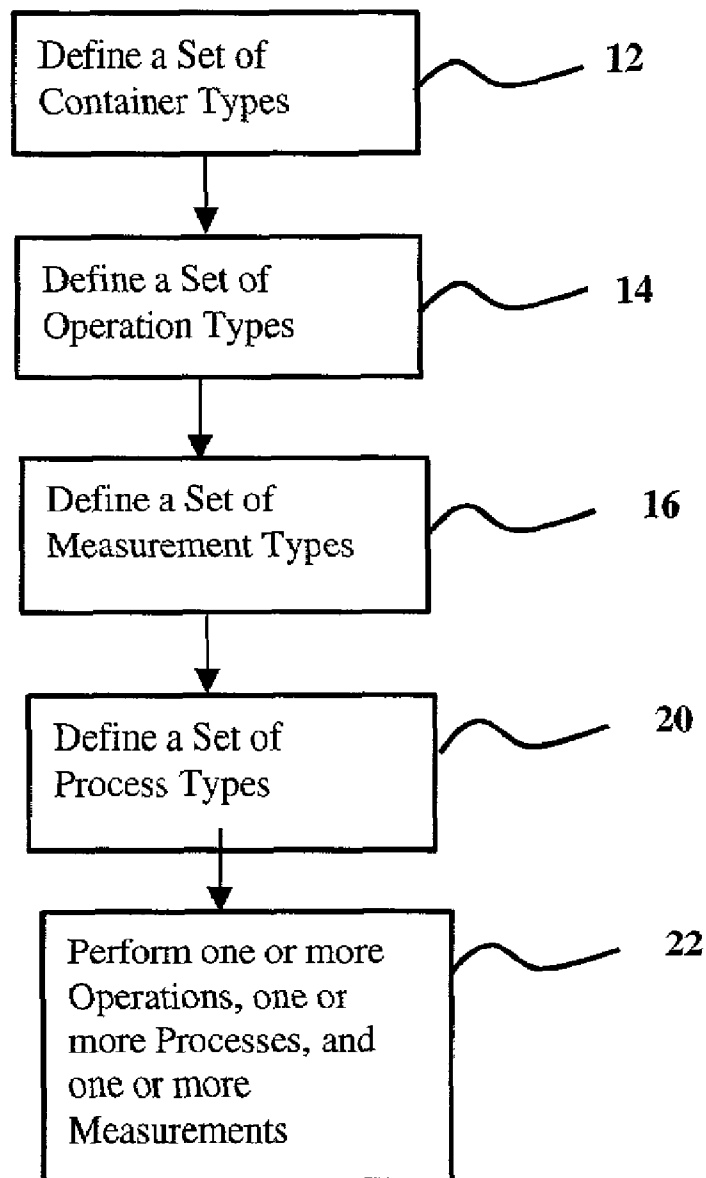 Define a Set of
Container Types
12
Define a Set of
Operation Types
14
Define a Set of
Measurement Types
16
Define a Set of
Process Types
20
Perform one or more
Operations, one or
more Processes, and
one or more
Measurements
22